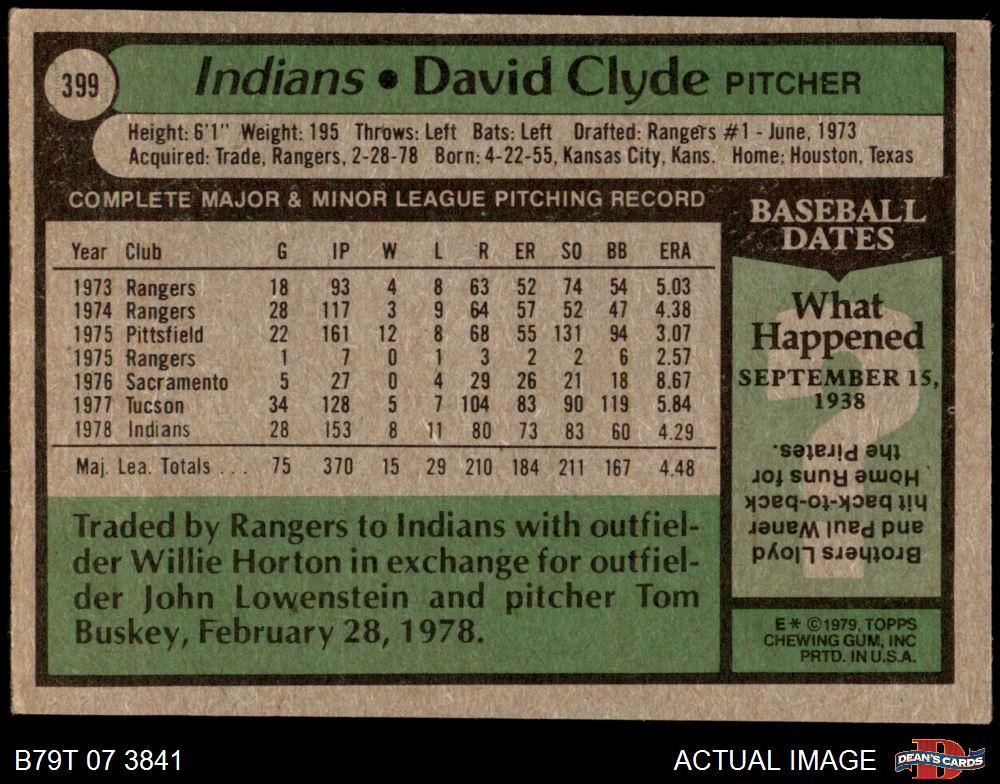 399
Indians • David Clyde PITCHER
Height: 6'1" Weight: 195 Throws: Left Bats: Left Drafted: Rangers #1 - June, 1973
Acquired: Trade, Rangers, 2-28-78 Born: 4-22-55, Kansas City, Kans. Home: Houston, Texas
COMPLETE MAJOR & MINOR LEAGUE PITCHING RECORD
Year Club G IP W L R ER SO BB ERA
1973 Rangers 18 93 4 8 63 52 74 54 5.03
1974 Rangers 28 117 3 9 64 57 52 47 4.38
1975 Pittsfield 22 161 12 8 68 55 131 94 3.07
1975 Rangers 1 7 0 1 3 2 2 6 2.57
1976 Sacramento 5 27 0 4 29 26 21 18 8.67
1977 Tucson 34 128 5 7 104 83 90 119 5.84
1978 Indians 28 153 8 11 80 73 83 60 4.29
Maj. Lea. Totals ... 75 370 15 29 210 184 211 167 4.48
Traded by Rangers to Indians with outfiel-
der Willie Horton in exchange for outfiel-
der John Lowenstein and pitcher Tom
Buskey, February 28, 1978.
BASEBALL
DATES
What
Happened
SEPTEMBER 15,
1938
Brothers Lloyd
and Paul Waner
hit back-to-back
Home Runs for
the Pirates.
E * ©1979, TOPPS
CHEWING GUM, INC
PRTD. IN U.S.A.
B79T 07 3841
ACTUAL IMAGE
DEAN'S CARDS